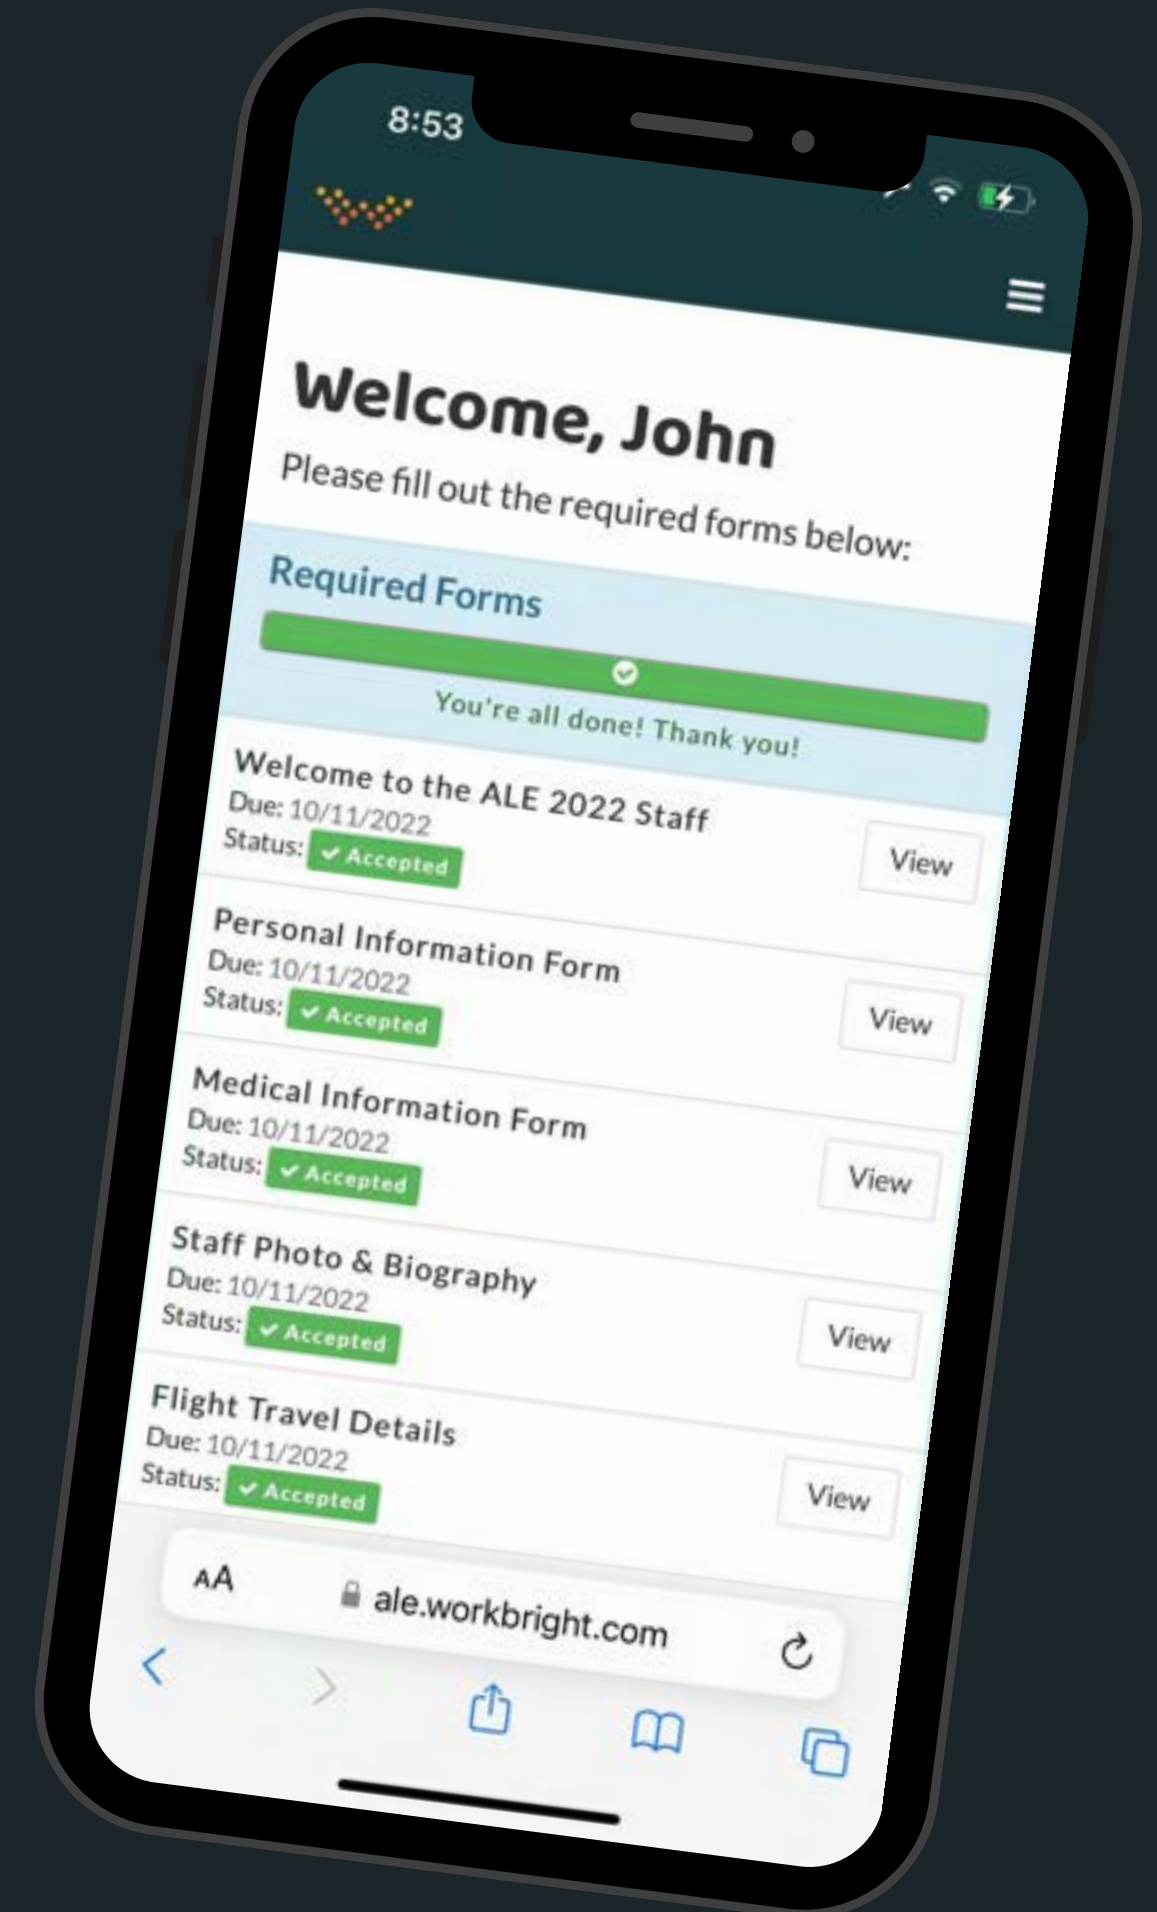 8:53
Welcome, John
Please fill out the required forms below:
Required Forms
You're all done! Thank you!
Welcome to the ALE 2022 Staff
Due: 10/11/2022
Status: Accepted
View
Personal Information Form
Due: 10/11/2022
Status: Accepted
View
Medical Information Form
Due: 10/11/2022
Status: Accepted
View
Staff Photo & Biography
Due: 10/11/2022
Status: Accepted
View
Flight Travel Details
Due: 10/11/2022
Status: Accepted
View
AA ale.workbright.com